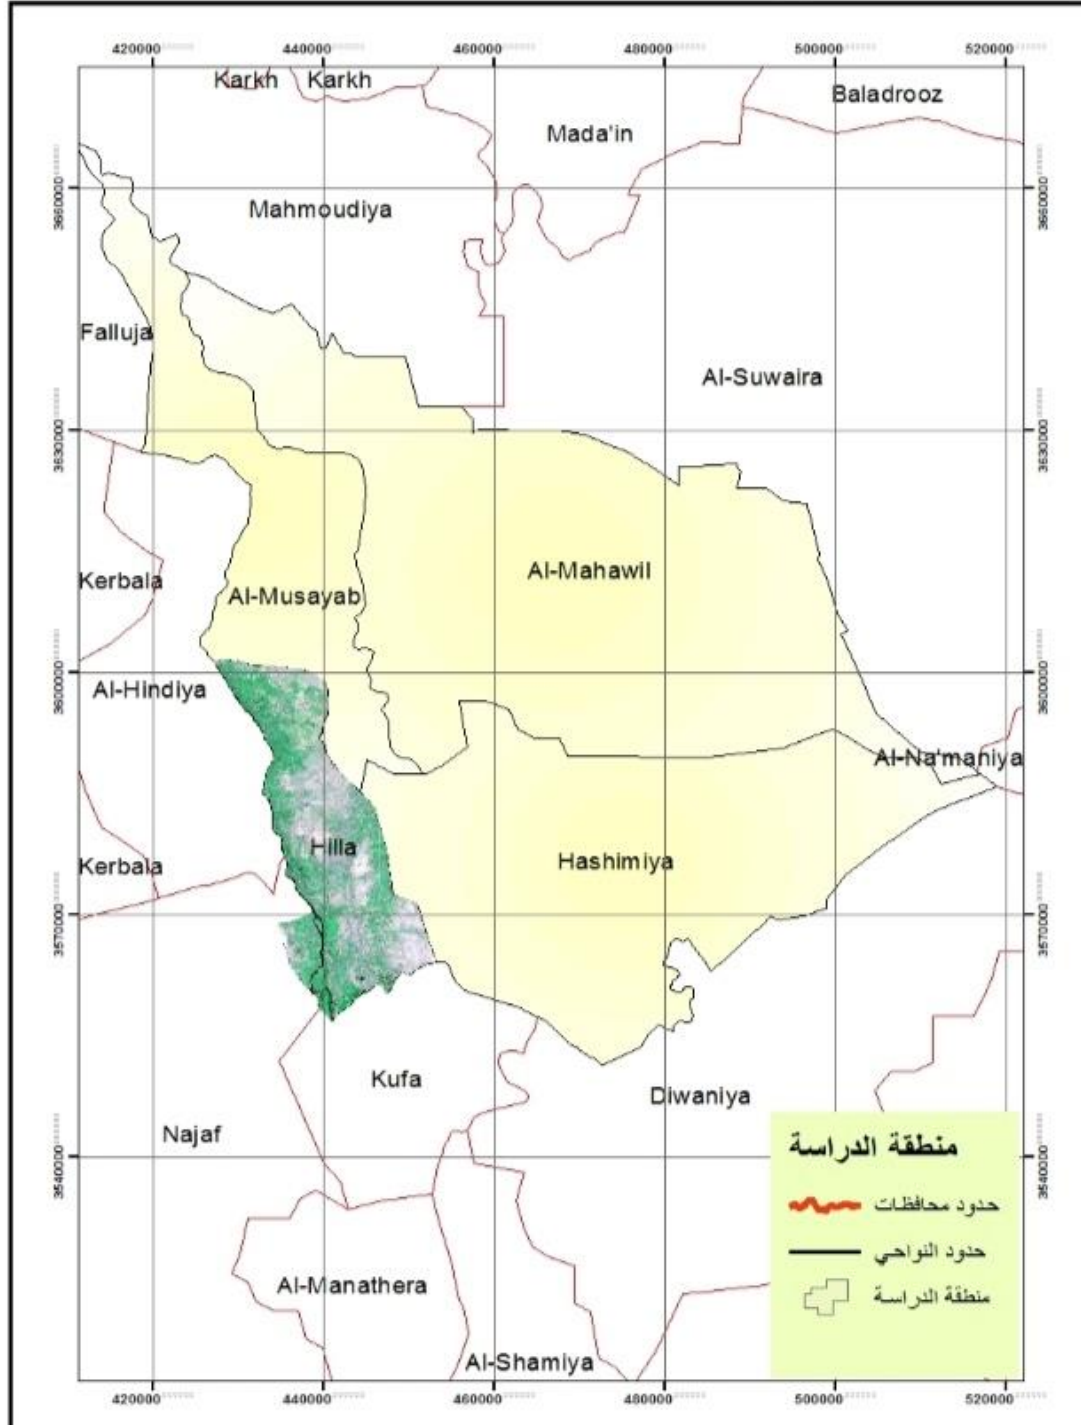 420000 440000 460000 480000 500000 520000
Karkh Karkh
Baladrooz
Mada'in
3660000 3660000
Mahmoudiya
Falluja
Al-Suwaira
3630000 3630000
Al-Mahawil
Kerbala
Al-Musayab
3600000 3600000
Al-Hindiya
Al-Na'maniya
Hilla
Hashimiya
Kerbala
3570000 3570000
Kufa
Diwaniya
Najaf
منطقة الدراسة
3540000 3540000
حدود محافظات
حدود النواحي
Al-Manathera
منطقة الدراسة
Al-Shamiya
420000 440000 460000 480000 500000 520000